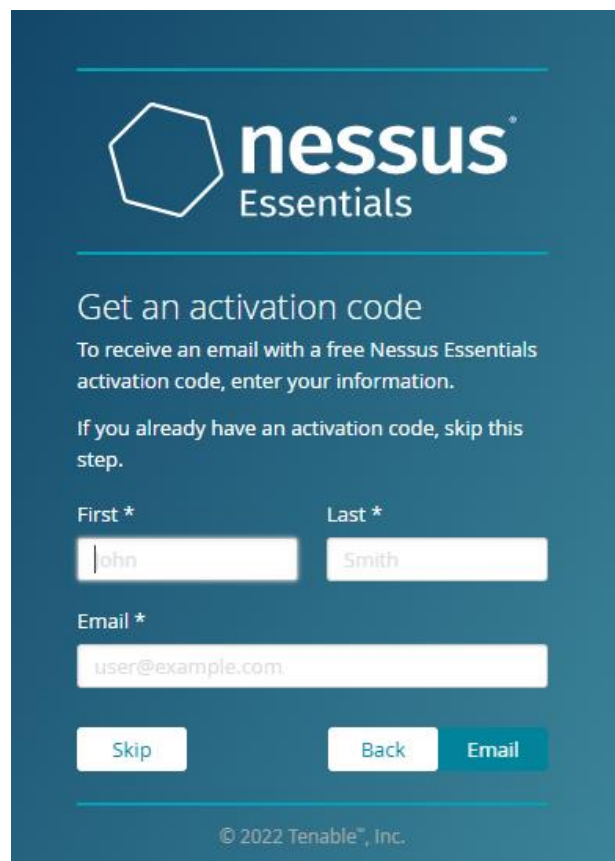 nessus®
Essentials
Get an activation code
To receive an email with a free Nessus Essentials
activation code, enter your information.
If you already have an activation code, skip this
step.
First * Last *
John Smith
Email *
user@example.com
Skip Back Email
© 2022 Tenable™, Inc.